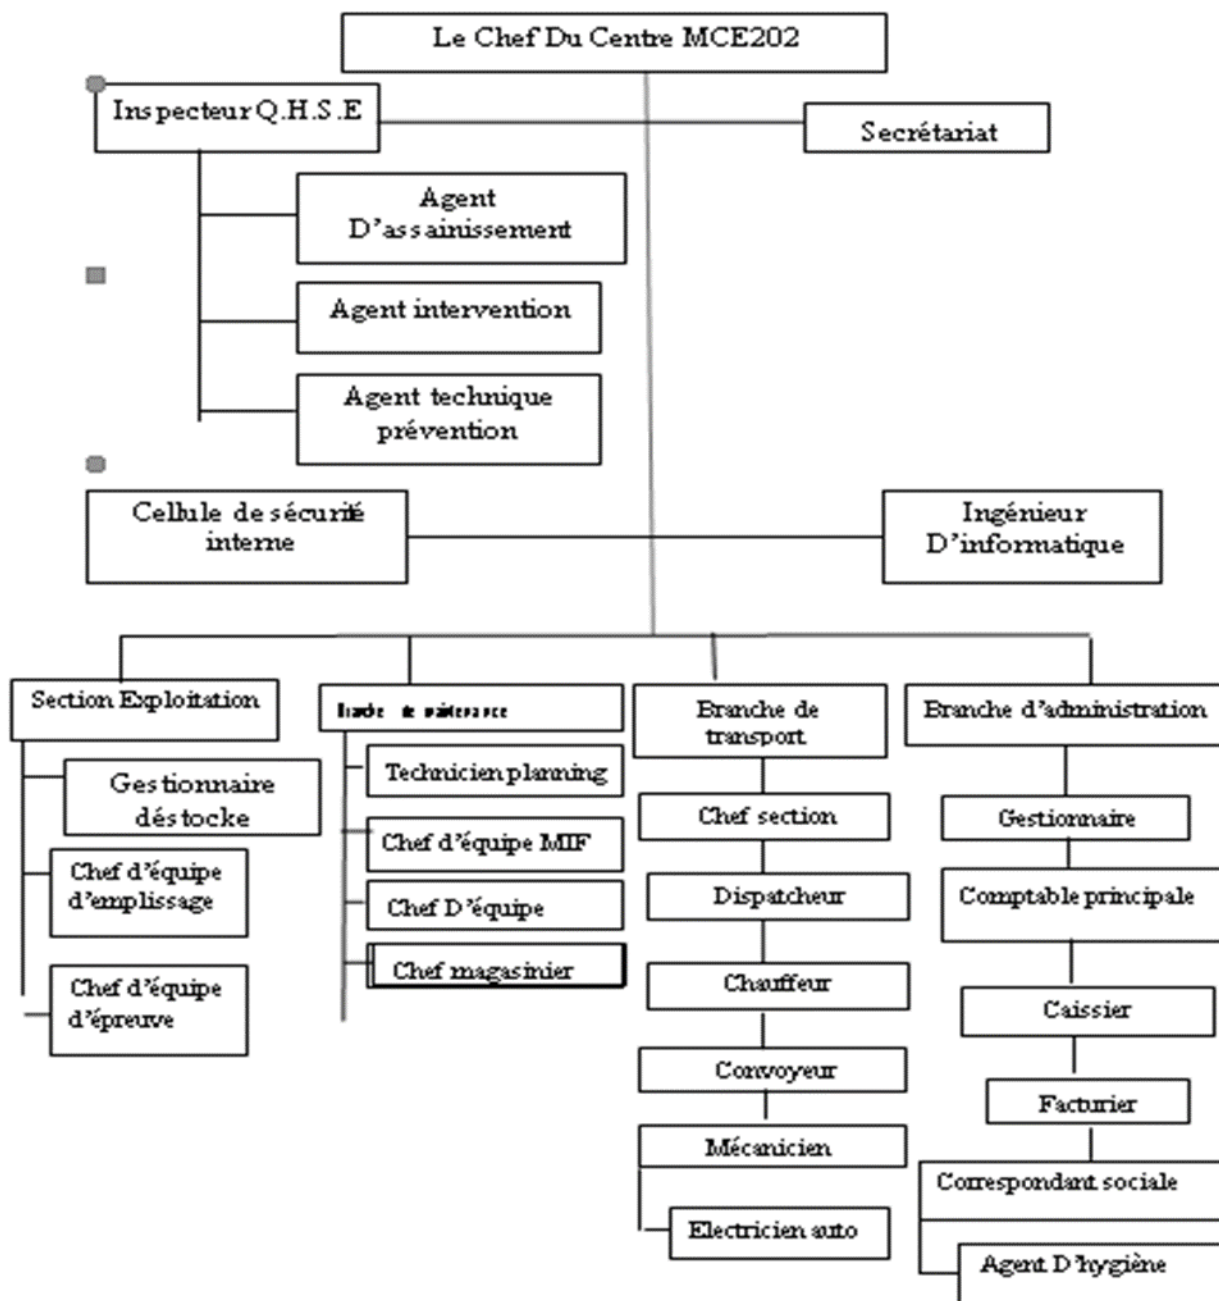 Le Chef Du Centre MCE202
Inspecteur Q.H.S.E
Secrétariat
Agent
D'assainissement
Agent intervention
Agent technique
prévention
Cellule de sécurité
interne
Ingénieur
D'informatique
Section Exploitation
Gestionnaire
déstocke
Chef d'équipe
d'emplissage
Chef d'équipe
d'épreuve
Branche de maintenance
Technicien planning
Chef d'équipe MIF
Chef D'équipe
Chef magasinier
Branche de
transport
Chef section
Dispatcheur
Chauffeur
Convoyeur
Mécanicien
Electricien auto
Branche d'administration
Gestionnaire
Comptable principale
Caissier
Facturier
Correspondant sociale
Agent D'hygiène